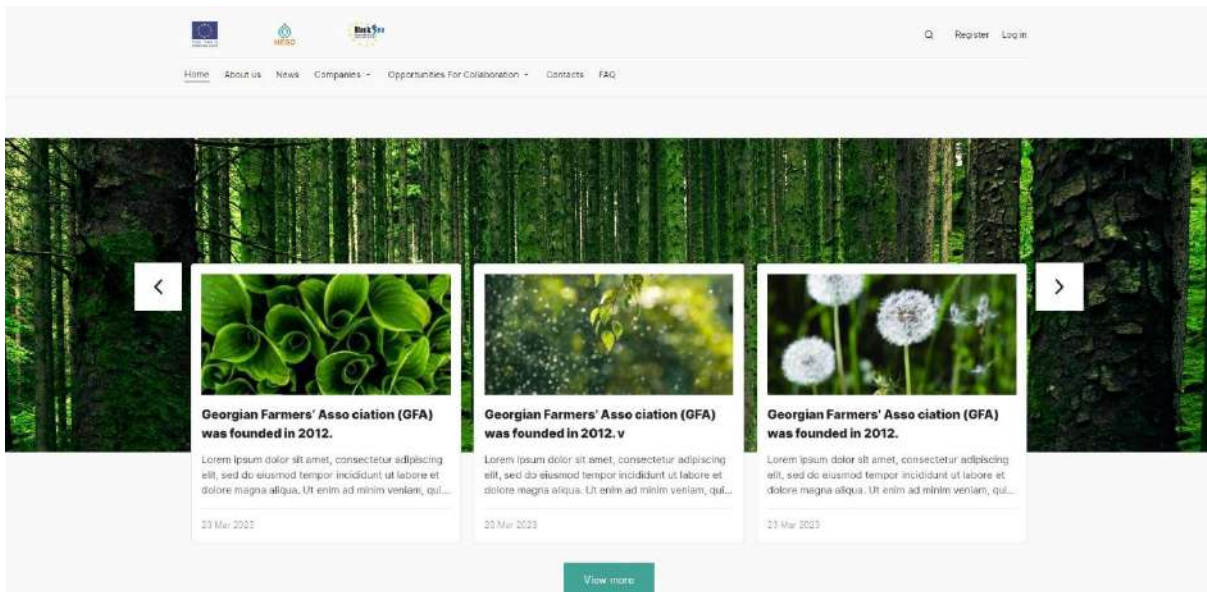 HESD
Black Sea
Register Log in
Home About us News Companies Opportunities For Collaboration Contacts FAQ
Georgian Farmers' Asso ciation (GFA)
was founded in 2012.
Lorem ipsum dolor sit amet, consectetur adipiscing
elit, sed do eiusmod tempor incididunt ut labore et
dolore magna aliqua. Ut enim ad minim veniam, qui...
23 Mar 2023
Georgian Farmers' Asso ciation (GFA)
was founded in 2012. v
Lorem ipsum dolor sit amet, consectetur adipiscing
elit, sed do eiusmod tempor incididunt ut labore et
dolore magna aliqua. Ut enim ad minim veniam, qui...
23 Mar 2023
Georgian Farmers' Asso ciation (GFA)
was founded in 2012.
Lorem ipsum dolor sit amet, consectetur adipiscing
elit, sed do eiusmod tempor incididunt ut labore et
dolore magna aliqua. Ut enim ad minim veniam, qui...
23 Mar 2023
View more